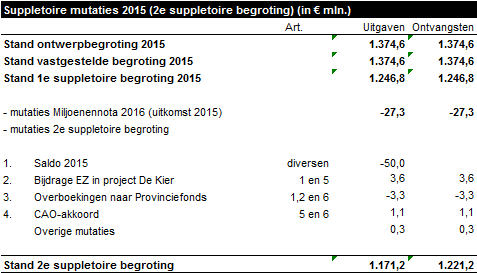 Suppletoire mutaties 2015 (2e suppletoire begroting) (in € mln.)
Art. Uitgaven Ontvangsten
Stand ontwerpbegroting 2015 1.374,6 1.374,6
Stand vastgestelde begroting 2015 1.374,6 1.374,6
Stand 1e suppletoire begroting 2015 1.246,8 1.246,8
- mutaties Miljoenennota 2016 (uitkomst 2015) -27,3 -27,3
- mutaties 2e suppletoire begroting
1. Saldo 2015 diversen -50,0
2. Bijdrage EZ in project De Kier 1 en 5 3,6 3,6
3. Overboekingen naar Provinciefonds 1,2 en 6 -3,3 -3,3
4. CAO-akkoord 5 en 6 1,1 1,1
Overige mutaties 0,3 0,3
Stand 2e suppletoire begroting 1.171,2 1.221,2